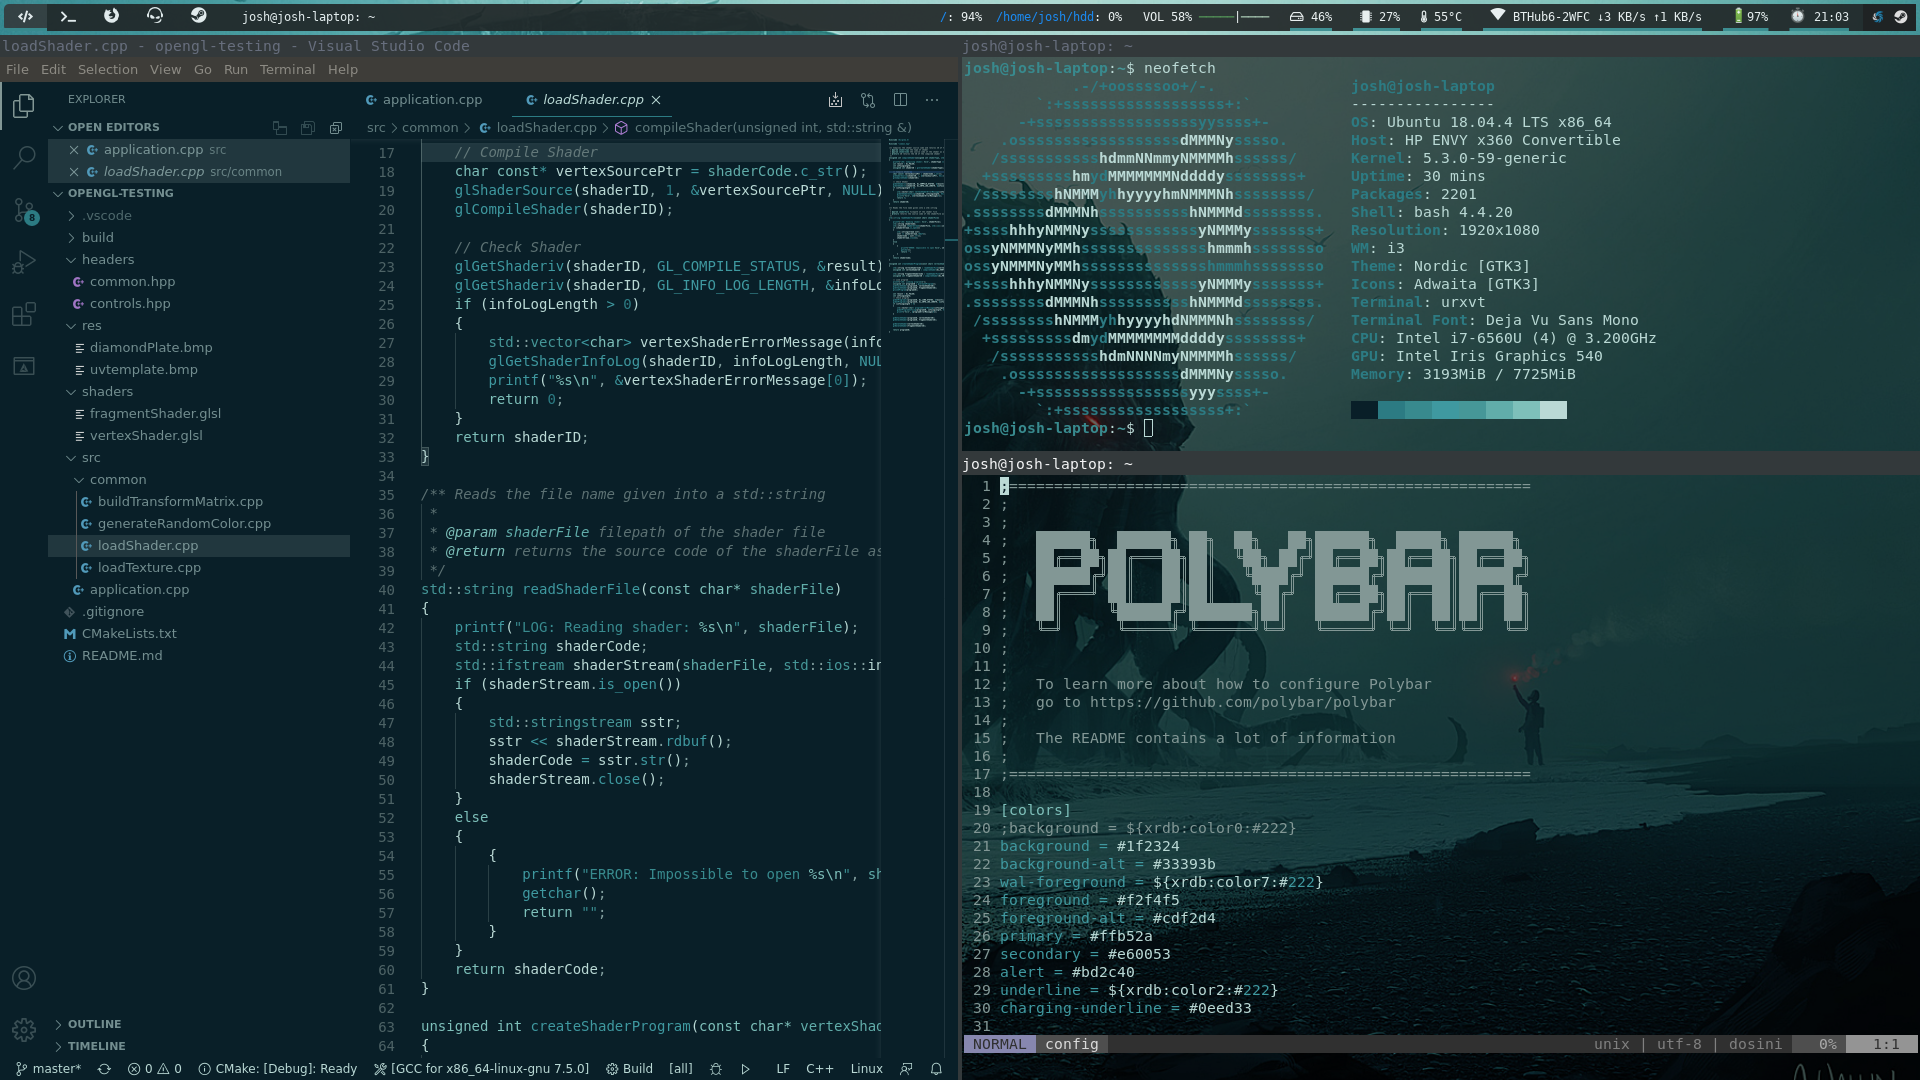 josh@josh-laptop: ~
/: 94% /home/josh/hdd: 0% VOL 58% 46% 27% 55°C BTHub6-2WFC ↓3 KB/s ↑1 KB/s 97% 21:03
loadShader.cpp - opengl-testing - Visual Studio Code
File Edit Selection View Go Run Terminal Help
EXPLORER
OPEN EDITORS
application.cpp src
loadShader.cpp src/common
OPENGL-TESTING
.vscode
build
headers
common.hpp
controls.hpp
res
diamondPlate.bmp
uvtemplate.bmp
shaders
fragmentShader.glsl
vertexShader.glsl
src
common
buildTransformMatrix.cpp
generateRandomColor.cpp
loadShader.cpp
loadTexture.cpp
application.cpp
.gitignore
CMakeLists.txt
README.md
8
OUTLINE
TIMELINE
application.cpp loadShader.cpp
src > common > loadShader.cpp > compileShader(unsigned int, std::string &)
17 // Compile Shader
18 char const* vertexSourcePtr = shaderCode.c_str();
19 glShaderSource(shaderID, 1, &vertexSourcePtr, NULL)
20 glCompileShader(shaderID);
21
22 // Check Shader
23 glGetShaderiv(shaderID, GL_COMPILE_STATUS, &result)
24 glGetShaderiv(shaderID, GL_INFO_LOG_LENGTH, &infoLo
25 if (infoLogLength > 0)
26 {
27 std::vector<char> vertexShaderErrorMessage(info
28 glGetShaderInfoLog(shaderID, infoLogLength, NUL
29 printf("%s\n", &vertexShaderErrorMessage[0]);
30 return 0;
31 }
32 return shaderID;
33 }
34
35 /** Reads the file name given into a std::string
36 *
37 * @param shaderFile filepath of the shader file
38 * @return returns the source code of the shaderFile as
39 */
40 std::string readShaderFile(const char* shaderFile)
41 {
42 printf("LOG: Reading shader: %s\n", shaderFile);
43 std::string shaderCode;
44 std::ifstream shaderStream(shaderFile, std::ios::in
45 if (shaderStream.is_open())
46 {
47 std::stringstream sstr;
48 sstr << shaderStream.rdbuf();
49 shaderCode = sstr.str();
50 shaderStream.close();
51 }
52 else
53 {
54 {
55 printf("ERROR: Impossible to open %s\n", sh
56 getchar();
57 return "";
58 }
59 }
60 return shaderCode;
61 }
62
63 unsigned int createShaderProgram(const char* vertexShad
64 {
master* 0 0 CMake: [Debug]: Ready [GCC for x86_64-linux-gnu 7.5.0] Build [all] LF C++ Linux
josh@josh-laptop: ~
josh@josh-laptop:~$ neofetch
.-/+oossssoo+/-.
`:+ssssssssssssssssss+:`
-+ssssssssssssssssssyyssss+-
.ossssssssssssssssssdMMMNysssso.
/ssssssssssshdmmNNmmyNMMMMhssssss/
+ssssssssshmydMMMMMMMNddddyssssssss+
/sssssssshNMMMyhhyyyyhmNMMMNhssssssss/
.ssssssssdMMMNhsssssssssshNMMMdssssssss.
+sssshhhyNMMNyssssssssssssyNMMMysssssss+
ossyNMMMNyMMhsssssssssssssshmmmhssssssso
ossyNMMMNyMMhsssssssssssssshmmmhssssssso
+sssshhhyNMMNyssssssssssssyNMMMysssssss+
.ssssssssdMMMNhsssssssssshNMMMdssssssss.
/sssssssshNMMMyhhyyyyhdNMMMNhssssssss/
+sssssssssdmydMMMMMMMMddddyssssssss+
/ssssssssssshdmNNNNmyNMMMMhssssss/
.ossssssssssssssssssdMMMNysssso.
-+sssssssssssssssssyyyssss+-
`:+ssssssssssssssssss+:`
josh@josh-laptop
----------------
OS: Ubuntu 18.04.4 LTS x86_64
Host: HP ENVY x360 Convertible
Kernel: 5.3.0-59-generic
Uptime: 30 mins
Packages: 2201
Shell: bash 4.4.20
Resolution: 1920x1080
WM: i3
Theme: Nordic [GTK3]
Icons: Adwaita [GTK3]
Terminal: urxvt
Terminal Font: Deja Vu Sans Mono
CPU: Intel i7-6560U (4) @ 3.200GHz
GPU: Intel Iris Graphics 540
Memory: 3193MiB / 7725MiB
josh@josh-laptop:~$
josh@josh-laptop: ~
1 ;==========================================================
2 ;
3 ;
4 ;
5 ;
6 ; POLYBAR
7 ;
8 ;
9 ;
10 ;
11 ;
12 ; To learn more about how to configure Polybar
13 ; go to https://github.com/polybar/polybar
14 ;
15 ; The README contains a lot of information
16 ;
17 ;==========================================================
18
19 [colors]
20 ;background = ${xrdb:color0:#222}
21 background = #1f2324
22 background-alt = #33393b
23 wal-foreground = ${xrdb:color7:#222}
24 foreground = #f2f4f5
25 foreground-alt = #cdf2d4
26 primary = #ffb52a
27 secondary = #e60053
28 alert = #bd2c40
29 underline = ${xrdb:color2:#222}
30 charging-underline = #0eed33
31
NORMAL config unix | utf-8 | dosini 0% 1:1